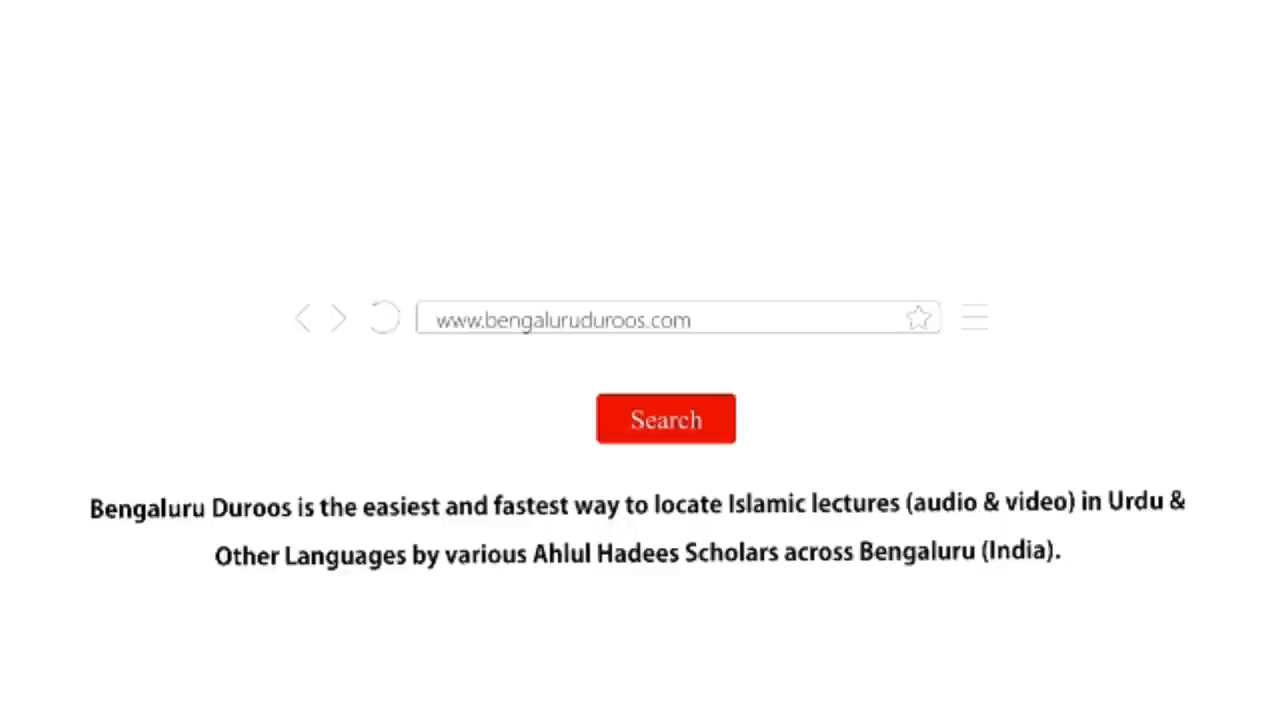 www.bengaluruduroos.com
Search
Bengaluru Duroos is the easiest and fastest way to locate Islamic lectures (audio & video) in Urdu &
Other Languages by various Ahlul Hadees Scholars across Bengaluru (India).